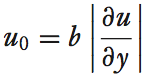 u₀ = b |∂u/∂y|